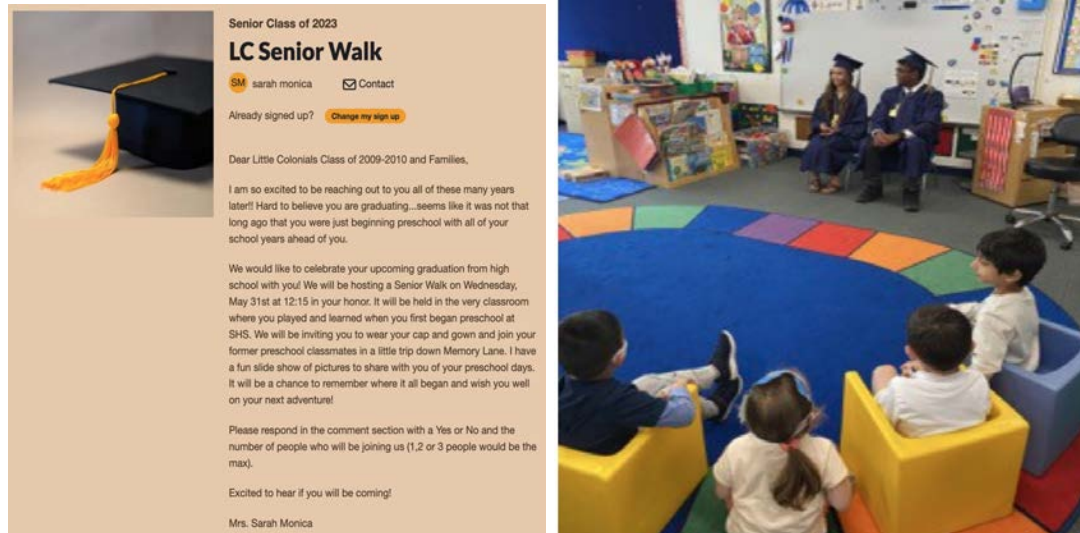 Senior Class of 2023
LC Senior Walk
SM sarah monica Contact
Already signed up? Change my sign up
Dear Little Colonials Class of 2009-2010 and Families,
I am so excited to be reaching out to you all of these many years
later!! Hard to believe you are graduating...seems like it was not that
long ago that you were just beginning preschool with all of your
school years ahead of you.
We would like to celebrate your upcoming graduation from high
school with you! We will be hosting a Senior Walk on Wednesday,
May 31st at 12:15 in your honor. It will be held in the very classroom
where you played and learned when you first began preschool at
SHS. We will be inviting you to wear your cap and gown and join your
former preschool classmates in a little trip down Memory Lane. I have
a fun slide show of pictures to share with you of your preschool days.
It will be a chance to remember where it all began and wish you well
on your next adventure!
Please respond in the comment section with a Yes or No and the
number of people who will be joining us (1,2 or 3 people would be the
max).
Excited to hear if you will be coming!
Mrs. Sarah Monica